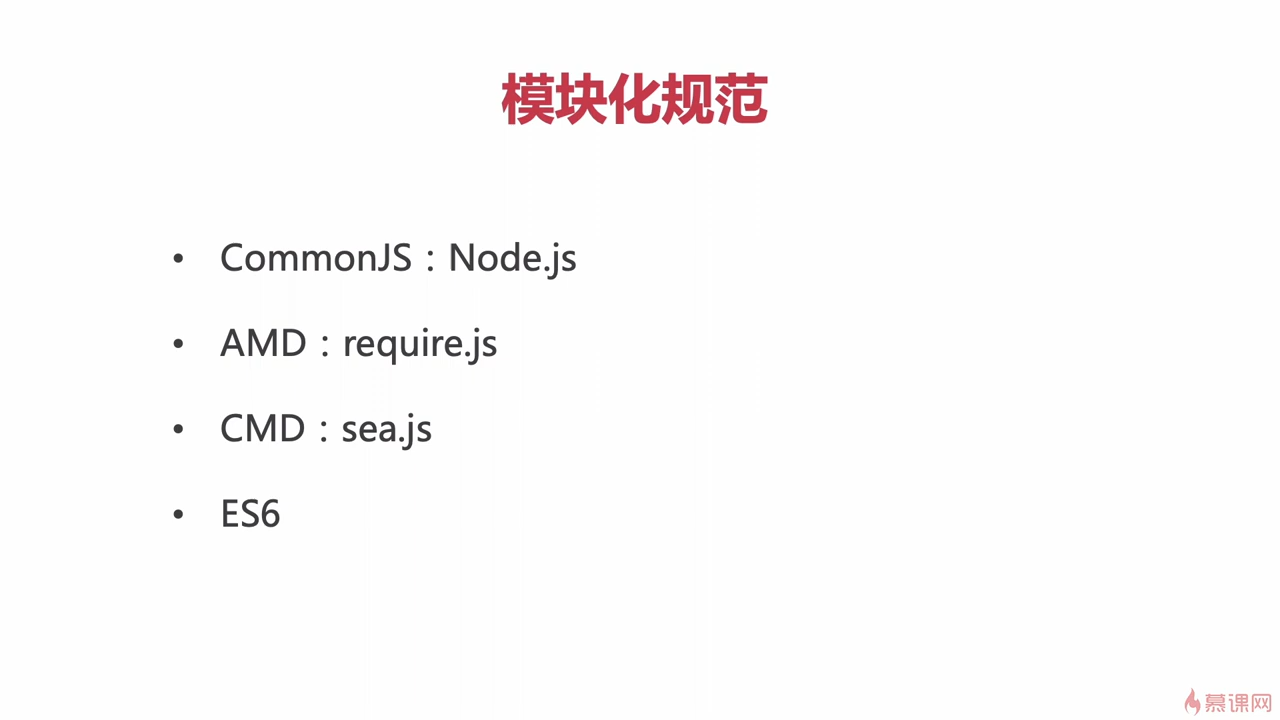 模块化规范
• CommonJS：Node.js
• AMD：require.js
• CMD：sea.js
• ES6
慕课网